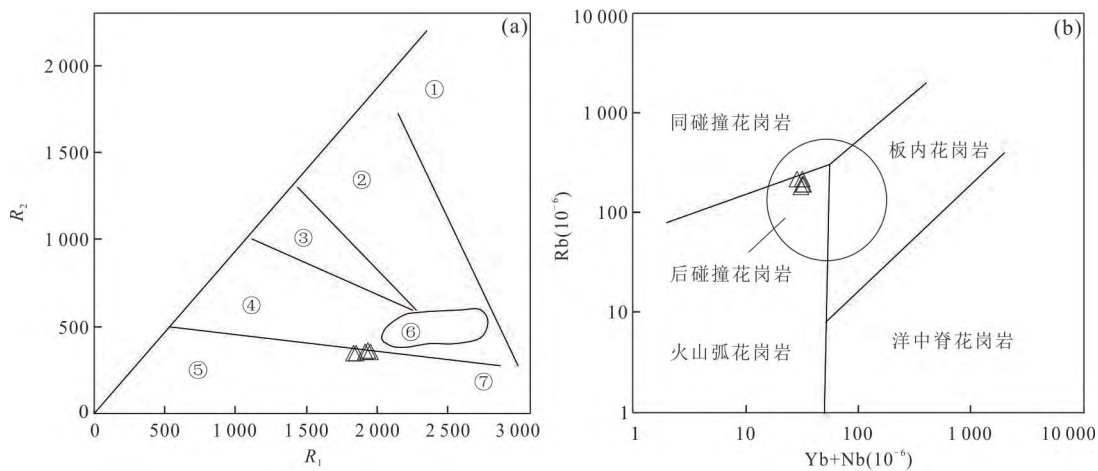 (a)
2 000
1 500
1 000
500
0
R₂
①
②
③
④
⑤
⑥
⑦
0 500 1 000 1 500 2 000 2 500 3 000
R₁
(b)
10 000
1 000
100
10
1
Rb(10⁻⁶)
同碰撞花岗岩
板内花岗岩
后碰撞花岗岩
火山弧花岗岩
洋中脊花岗岩
1 10 100 1 000 10 000
Yb+Nb(10⁻⁶)